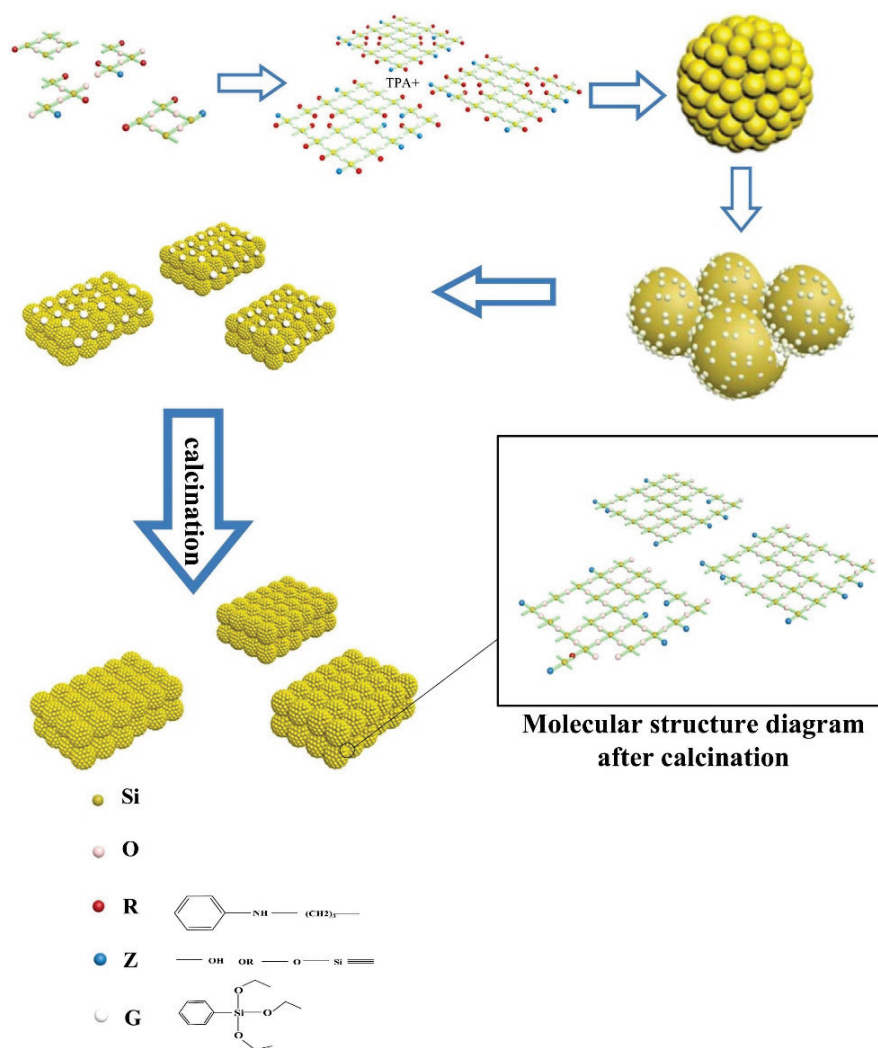 TPA+
calcination
Molecular structure diagram
after calcination
Si
O
R
NH (CH2)3
Z
OH OR O Si
G
O
Si O
O